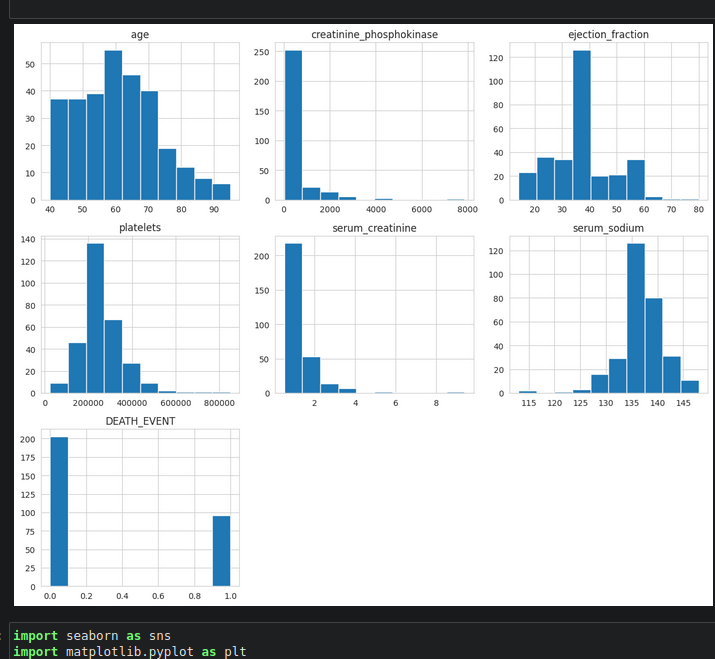 age creatinine_phosphokinase ejection_fraction
50 250 120
40 200 100
30 150 80
20 100 60
10 50 40
0 0 20
0
40 50 60 70 80 90 0 2000 4000 6000 8000 20 30 40 50 60 70 80
platelets serum_creatinine serum_sodium
140 200 120
120 150 100
100 100 80
80 50 60
60 0 40
40 20
20 0
0
0 200000 400000 600000 800000 2 4 6 8 115 120 125 130 135 140 145
DEATH_EVENT
200
175
150
125
100
75
50
25
0
0.0 0.2 0.4 0.6 0.8 1.0
import seaborn as sns
import matplotlib.pyplot as plt